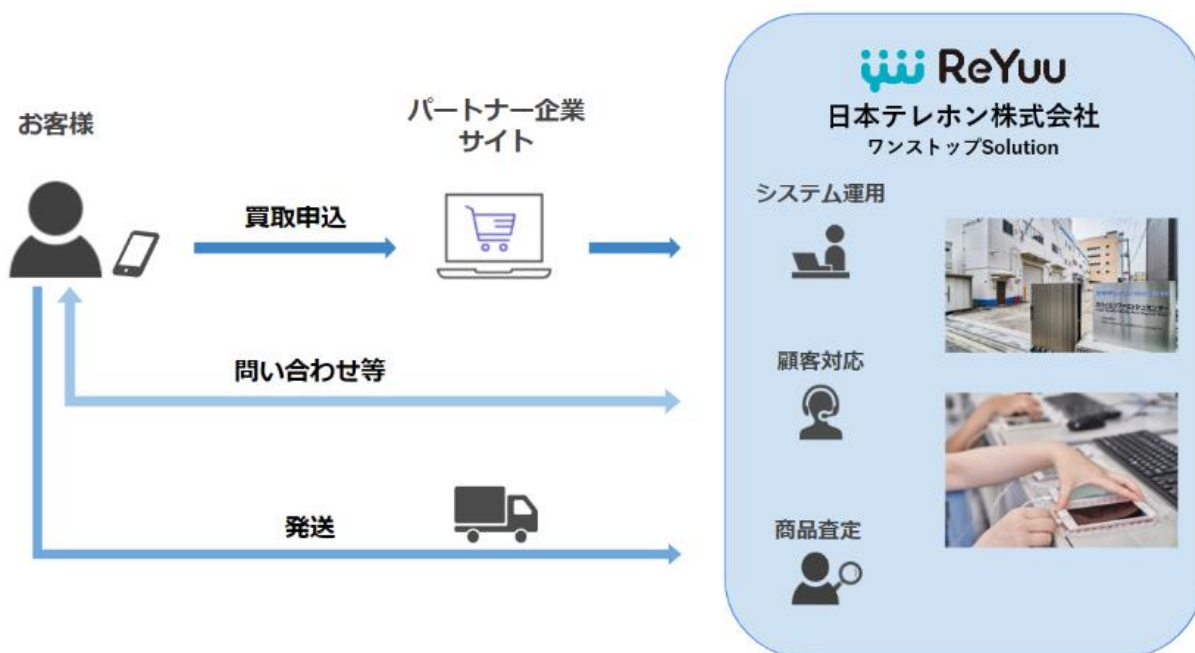 ReYuu
日本テレホン株式会社
ワンストップSolution
お客様
パートナー企業
サイト
買取申込
システム運用
問い合わせ等
顧客対応
発送
商品査定